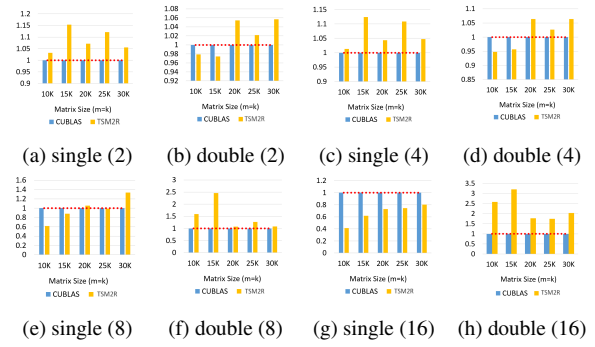 1.2
1.15
1.1
1.05
1
0.95
0.9
10K 15K 20K 25K 30K
Matrix Size (m=k)
CUBLAS TSM2R
(a) single (2)
1.08
1.06
1.04
1.02
1
0.98
0.96
0.94
0.92
10K 15K 20K 25K 30K
Matrix Size (m=k)
CUBLAS TSM2R
(b) double (2)
1.15
1.1
1.05
1
0.95
0.9
10K 15K 20K 25K 30K
Matrix Size (m=k)
CUBLAS TSM2R
(c) single (4)
1.1
1.05
1
0.95
0.9
0.85
10K 15K 20K 25K 30K
Matrix Size (m=k)
CUBLAS TSM2R
(d) double (4)
1.6
1.4
1.2
1
0.8
0.6
0.4
0.2
0
10K 15K 20K 25K 30K
Matrix Size (m=k)
CUBLAS TSM2R
(e) single (8)
3
2.5
2
1.5
1
0.5
0
10K 15K 20K 25K 30K
Matrix Size (m=k)
CUBLAS TSM2R
(f) double (8)
1.2
1
0.8
0.6
0.4
0.2
0
10K 15K 20K 25K 30K
Matrix Size (m=k)
CUBLAS TSM2R
(g) single (16)
3.5
3
2.5
2
1.5
1
0.5
0
10K 15K 20K 25K 30K
Matrix Size (m=k)
CUBLAS TSM2R
(h) double (16)